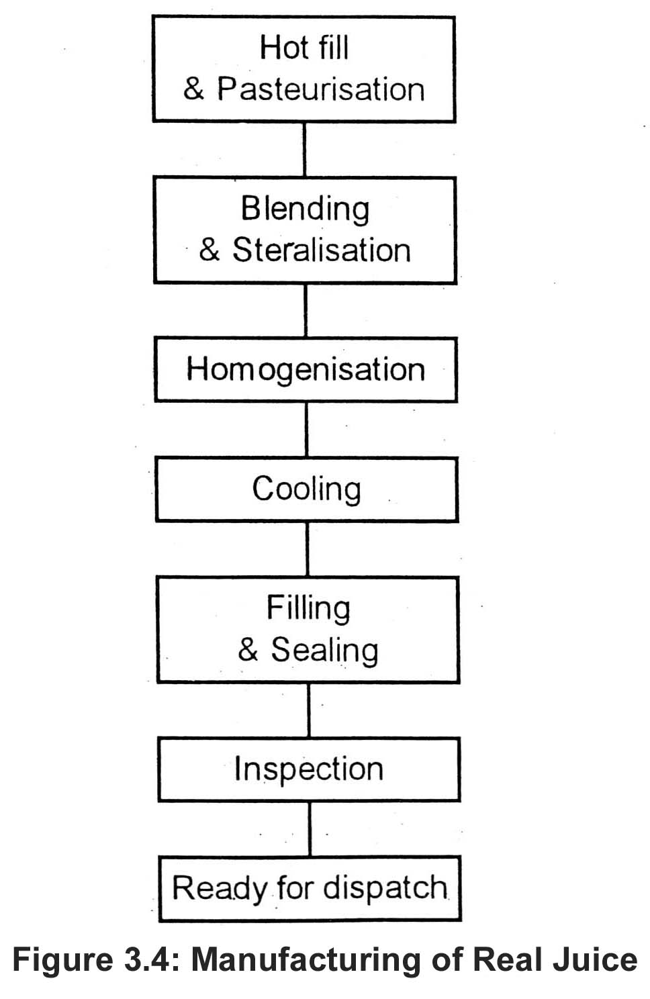 Hot fill
& Pasteurisation
Blending
& Steralisation
Homogenisation
Cooling
Filling
& Sealing
Inspection
Ready for dispatch
Figure 3.4: Manufacturing of Real Juice